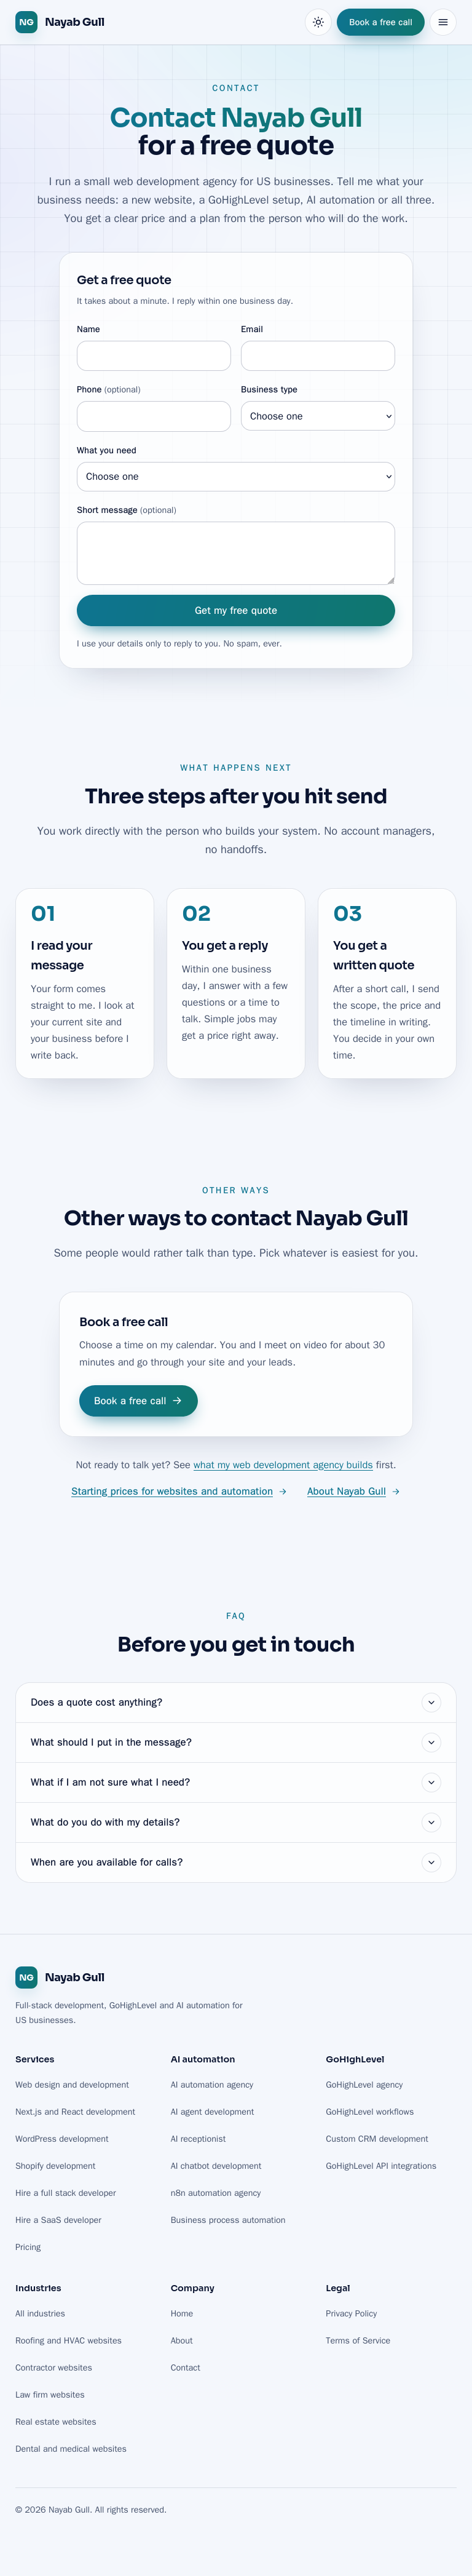 NG Nayab Gull
Book a free call
CONTACT
Contact Nayab Gull
for a free quote
I run a small web development agency for US businesses. Tell me what your
business needs: a new website, a GoHighLevel setup, AI automation or all three.
You get a clear price and a plan from the person who will do the work.
Get a free quote
It takes about a minute. I reply within one business day.
Name
Email
Phone (optional)
Business type
Choose one
What you need
Choose one
Short message (optional)
Get my free quote
I use your details only to reply to you. No spam, ever.
WHAT HAPPENS NEXT
Three steps after you hit send
You work directly with the person who builds your system. No account managers,
no handoffs.
01
I read your
message
Your form comes
straight to me. I look at
your current site and
your business before I
write back.
02
You get a reply
Within one business
day, I answer with a few
questions or a time to
talk. Simple jobs may
get a price right away.
03
You get a
written quote
After a short call, I send
the scope, the price and
the timeline in writing.
You decide in your own
time.
OTHER WAYS
Other ways to contact Nayab Gull
Some people would rather talk than type. Pick whatever is easiest for you.
Book a free call
Choose a time on my calendar. You and I meet on video for about 30
minutes and go through your site and your leads.
Book a free call →
Not ready to talk yet? See what my web development agency builds first.
Starting prices for websites and automation →
About Nayab Gull →
FAQ
Before you get in touch
Does a quote cost anything?
What should I put in the message?
What if I am not sure what I need?
What do you do with my details?
When are you available for calls?
NG Nayab Gull
Full-stack development, GoHighLevel and AI automation for
US businesses.
Services
Web design and development
Next.js and React development
WordPress development
Shopify development
Hire a full stack developer
Hire a SaaS developer
Pricing
AI automation
AI automation agency
AI agent development
AI receptionist
AI chatbot development
n8n automation agency
Business process automation
GoHighLevel
GoHighLevel agency
GoHighLevel workflows
Custom CRM development
GoHighLevel API integrations
Industries
All industries
Roofing and HVAC websites
Contractor websites
Law firm websites
Real estate websites
Dental and medical websites
Company
Home
About
Contact
Legal
Privacy Policy
Terms of Service
© 2026 Nayab Gull. All rights reserved.